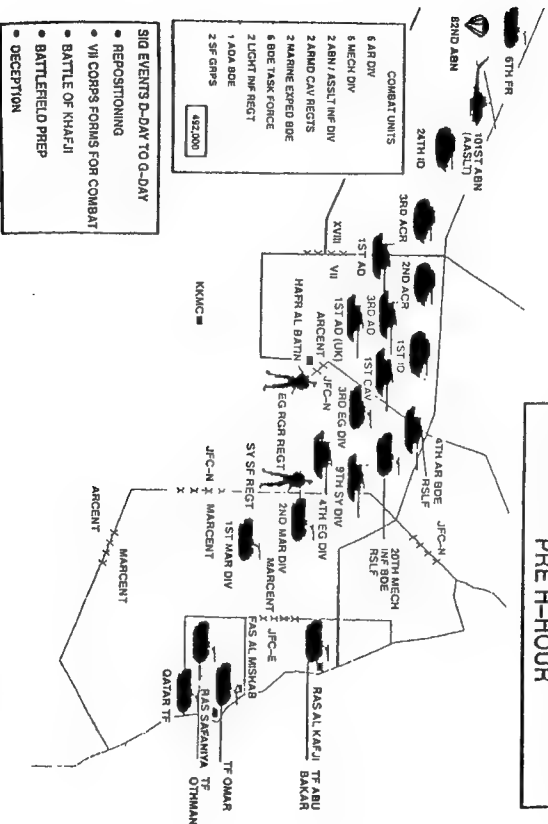 PRE H-HOUR
6TH FR
82ND ABN
101ST ABN
(AASLT)
24TH ID
3RD ACR
2ND ACR
1ST ID
4TH AR BDE
RSLF
JFC-N
20TH MECH
INF BDE
RSLF
XVIII
VII
1ST AD
3RD AD
1ST CAV
1ST AD (UK)
3RD EG DIV
9TH SY DIV
ARCENT
JFC-N
HAFR AL BATIN
EG RGR REGT
4TH EG DIV
SY SF REGT
2ND MAR DIV
1ST MAR DIV
KKMC
JFC-N
MARCENT
ARCENT
MARCENT
MARCENT
JFC-E
RAS AL KAFJI
TF ABU
BAKAR
FAS AL MISHAB
TF OMAR
RAS SAFANIYA
TF
OTHMAN
QATAR TF
COMBAT UNITS
6 AR DIV
5 MECH DIV
2 ABN / ASSLT INF DIV
2 ARMD CAV REGTS
2 MARINE EXPED BDE
6 BDE TASK FORCE
2 LIGHT INF REGT
1 ADA BDE
2 SF GRPS
492,000
SIG EVENTS D-DAY TO G-DAY
• REPOSITIONING
• VII CORPS FORMS FOR COMBAT
• BATTLE OF KHAFJI
• BATTLEFIELD PREP
• DECEPTION